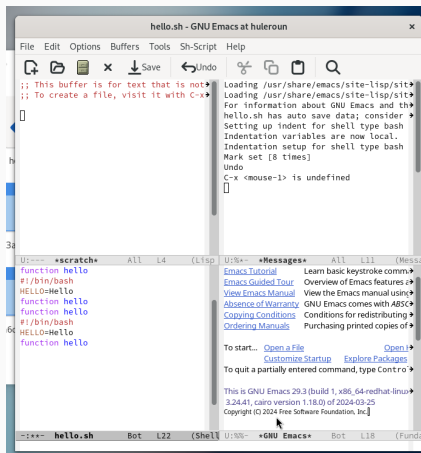 hello.sh - GNU Emacs at huleroun
File Edit Options Buffers Tools Sh-Script Help
Save Undo
;; This buffer is for text that is not
;; To create a file, visit it with C-x
U:--- *scratch* All L4 (Lisp
Loading /usr/share/emacs/site-lisp/sit
Loading /usr/share/emacs/site-lisp/sit
For information about GNU Emacs and th
hello.sh has auto save data; consider
Setting up indent for shell type bash
Indentation variables are now local.
Indentation setup for shell type bash
Mark set [8 times]
Undo
C-x <mouse-1> is undefined
U:%*- *Messages* All L11 (Messa
function hello
#!/bin/bash
HELLO=Hello
function hello
function hello
#!/bin/bash
HELLO=Hello
function hello
-:**- hello.sh Bot L22 (Shell
Emacs Tutorial Learn basic keystroke comm
Emacs Guided Tour Overview of Emacs features a
View Emacs Manual View the Emacs manual using
Absence of Warranty GNU Emacs comes with ABSO
Copying Conditions Conditions for redistributing
Ordering Manuals Purchasing printed copies of
To start... Open a File Open
Customize Startup Explore Packages
To quit a partially entered command, type Control
This is GNU Emacs 29.3 (build 1, x86_64-redhat-linux
3.24.41, cairo version 1.18.0) of 2024-03-25
Copyright (C) 2024 Free Software Foundation, Inc.
U:%%- *GNU Emacs* Bot L18 (Funda